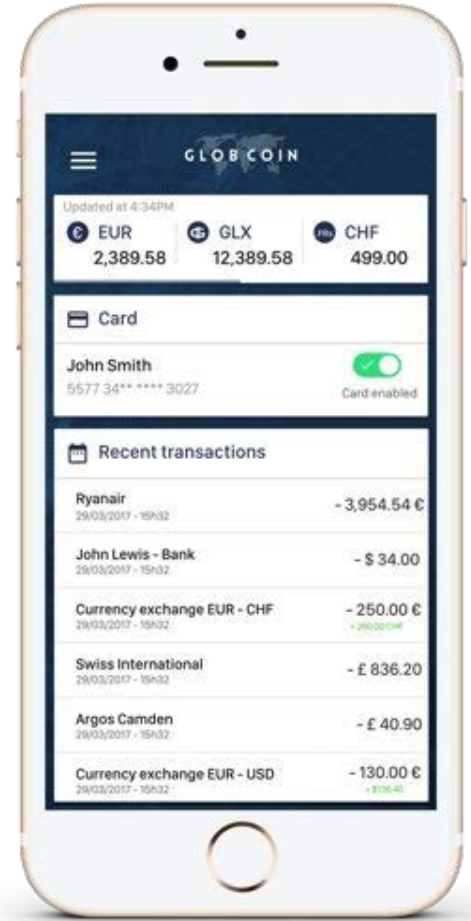 GLOBCOIN
Updated at 4:34PM
€ EUR GLX CHF
2,389.58 12,389.58 499.00
Card
John Smith
5577 34** **** 3027
Card enabled
Recent transactions
Ryanair - 3,954.54 €
29/03/2017 - 15h32
John Lewis - Bank - $ 34.00
29/03/2017 - 15h32
Currency exchange EUR - CHF - 250.00 €
29/03/2017 - 15h32
Swiss International - £ 836.20
29/03/2017 - 15h32
Argos Camden - £ 40.90
29/03/2017 - 15h32
Currency exchange EUR - USD - 130.00 €
29/03/2017 - 15h32